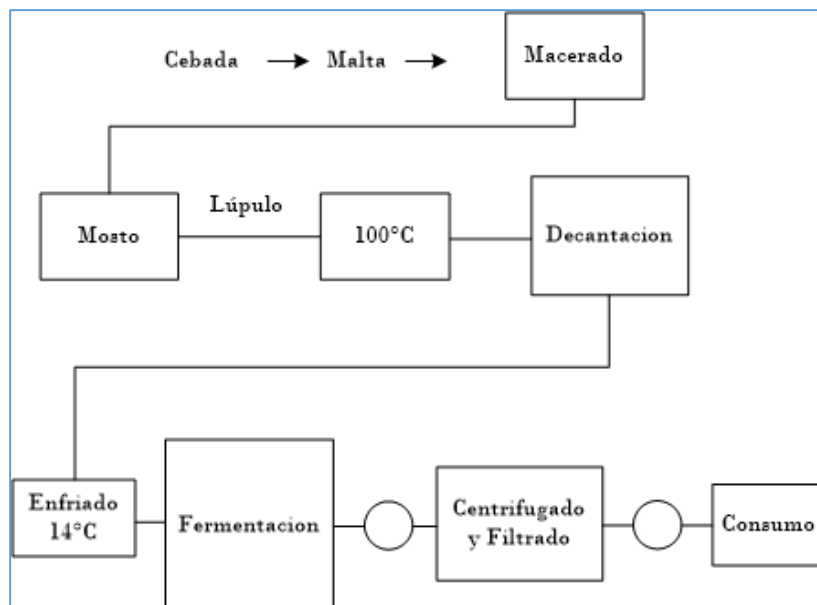 Cebada
Malta
Macerado
Mosto
Lúpulo
100°C
Decantacion
Enfriado
14°C
Fermentacion
Centrifugado
y Filtrado
Consumo